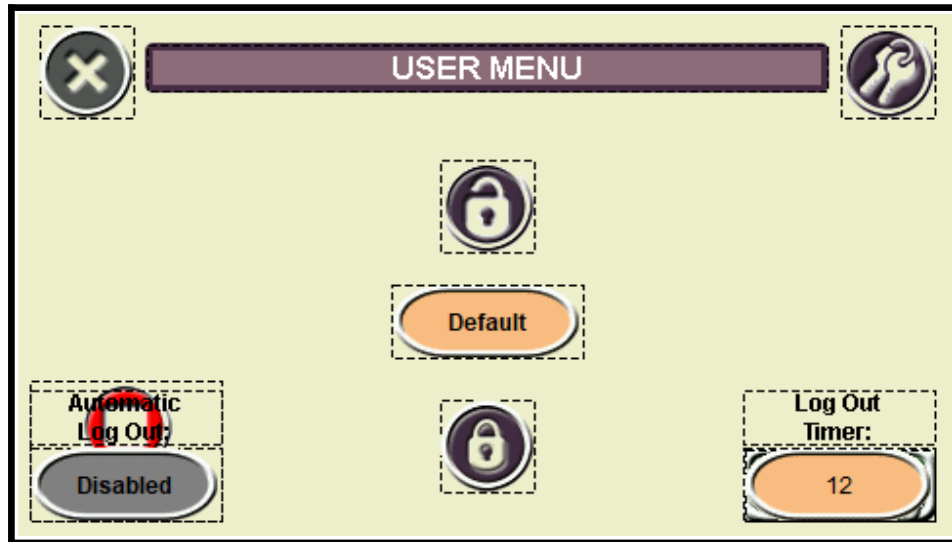 USER MENU
Default
Automatic
Log Out:
Disabled
Log Out
Timer:
12